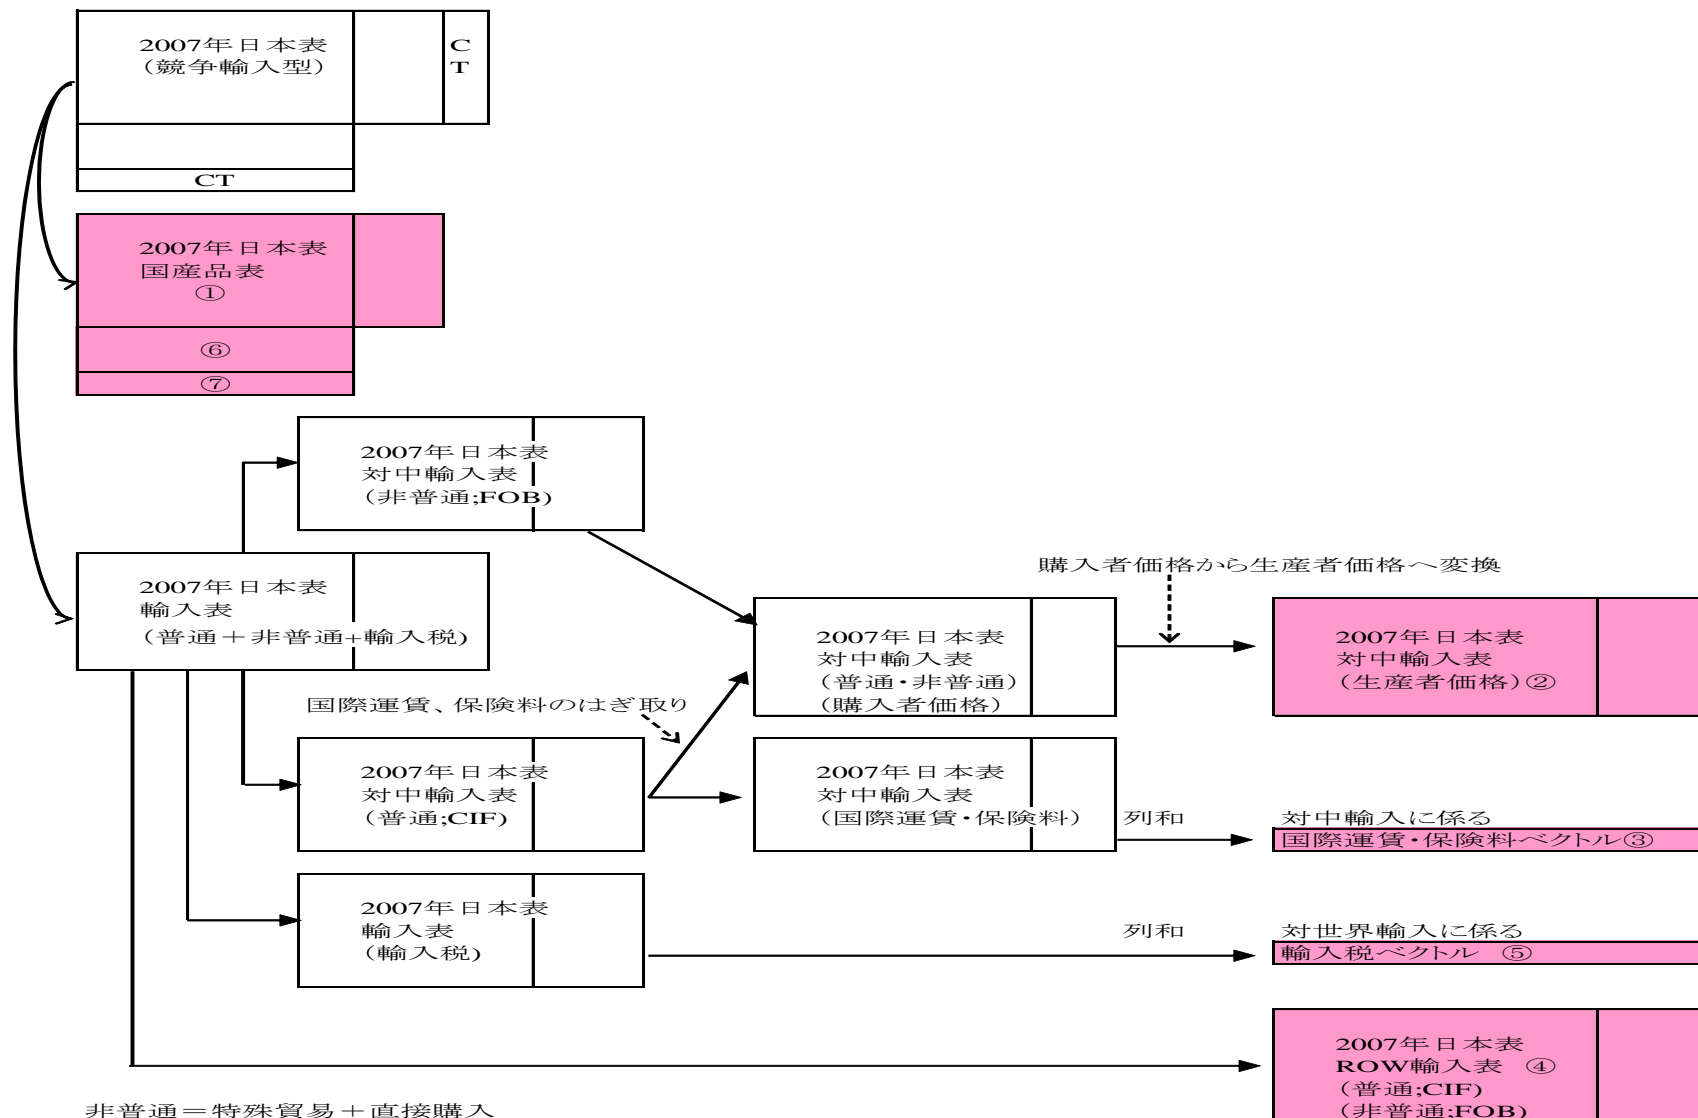 2007年日本表
(競争輸入型)
C
T
CT
2007年日本表
国産品表
①
⑥
⑦
2007年日本表
対中輸入表
(非普通;FOB)
2007年日本表
輸入表
(普通＋非普通+輸入税)
購入者価格から生産者価格へ変換
2007年日本表
対中輸入表
(普通・非普通)
(購入者価格)
2007年日本表
対中輸入表
(生産者価格)②
国際運賃、保険料のはぎ取り
2007年日本表
対中輸入表
(普通;CIF)
2007年日本表
対中輸入表
(国際運賃・保険料)
列和
対中輸入に係る
国際運賃・保険料ベクトル③
2007年日本表
輸入表
(輸入税)
列和
対世界輸入に係る
輸入税ベクトル ⑤
2007年日本表
ROW輸入表 ④
(普通;CIF)
(非普通;FOB)
非普通＝特殊貿易＋直接購入